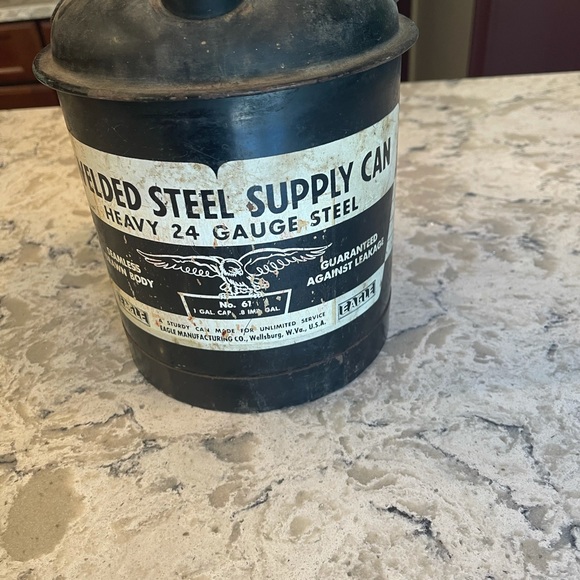 WELDED STEEL SUPPLY CAN
HEAVY 24 GAUGE STEEL
SEAMLESS
DRAWN BODY
GUARANTEED
AGAINST LEAKAGE
No. 61
1 GAL. CAP. .8 IMP. GAL.
EAGLE
EAGLE
A STURDY CAN MADE FOR UNLIMITED SERVICE
EAGLE MANUFACTURING CO., Wellsburg, W.Va., U.S.A.